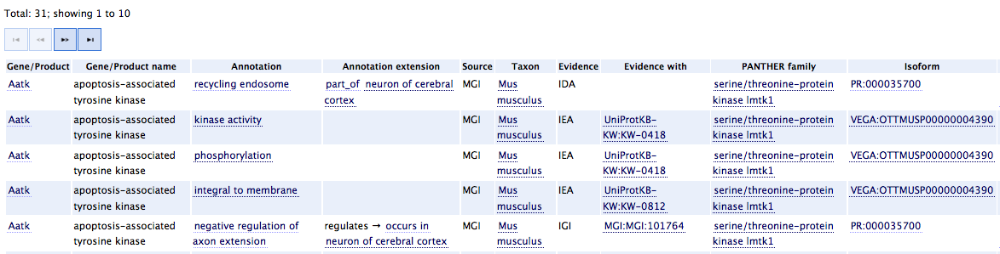 Total: 31; showing 1 to 10
Gene/Product Gene/Product name Annotation Annotation extension Source Taxon Evidence Evidence with PANTHER family Isoform
Aatk apoptosis-associated recycling endosome part_of neuron of cerebral MGI Mus IDA serine/threonine-protein PR:000035700
tyrosine kinase cortex musculus kinase lmtk1
Aatk apoptosis-associated kinase activity MGI Mus IEA UniProtKB- serine/threonine-protein VEGA:OTTMUSP00000004390
tyrosine kinase musculus KW:KW-0418 kinase lmtk1
Aatk apoptosis-associated phosphorylation MGI Mus IEA UniProtKB- serine/threonine-protein VEGA:OTTMUSP00000004390
tyrosine kinase musculus KW:KW-0418 kinase lmtk1
Aatk apoptosis-associated integral to membrane MGI Mus IEA UniProtKB- serine/threonine-protein VEGA:OTTMUSP00000004390
tyrosine kinase musculus KW:KW-0812 kinase lmtk1
Aatk apoptosis-associated negative regulation of regulates → occurs in MGI Mus IGI MGI:MGI:101764 serine/threonine-protein PR:000035700
tyrosine kinase axon extension neuron of cerebral cortex musculus kinase lmtk1